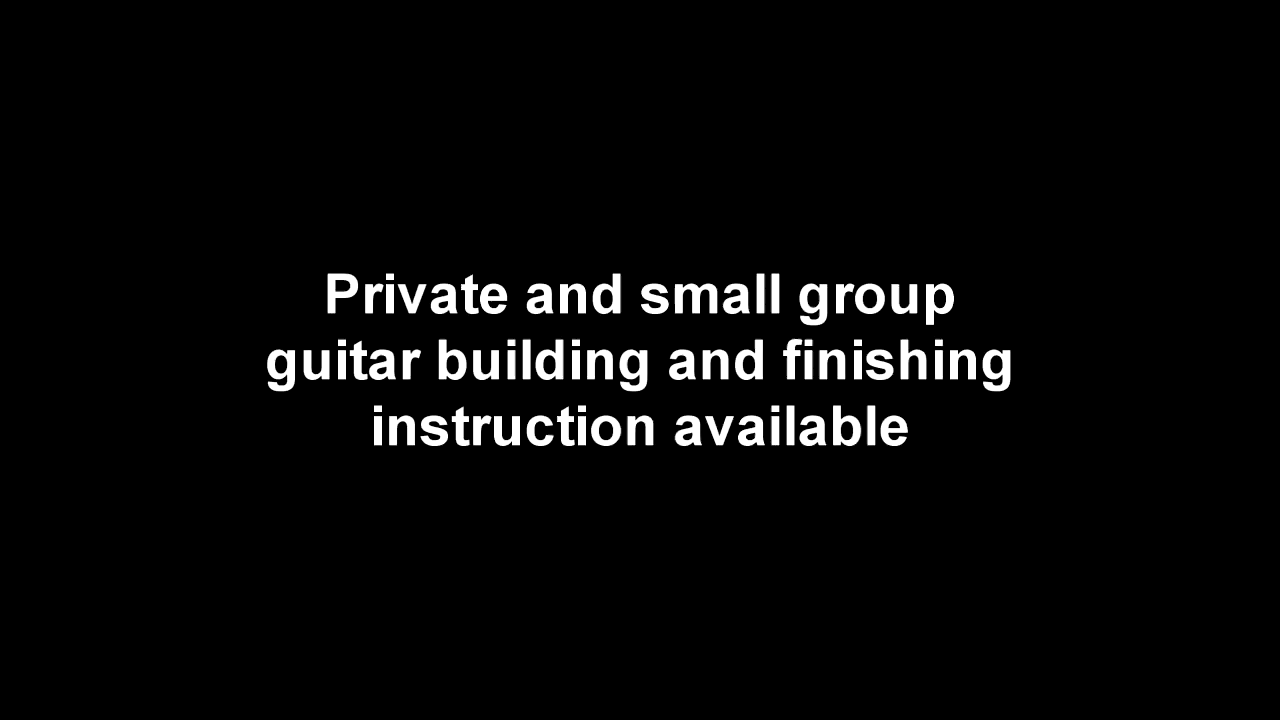 Private and small group
guitar building and finishing
instruction available